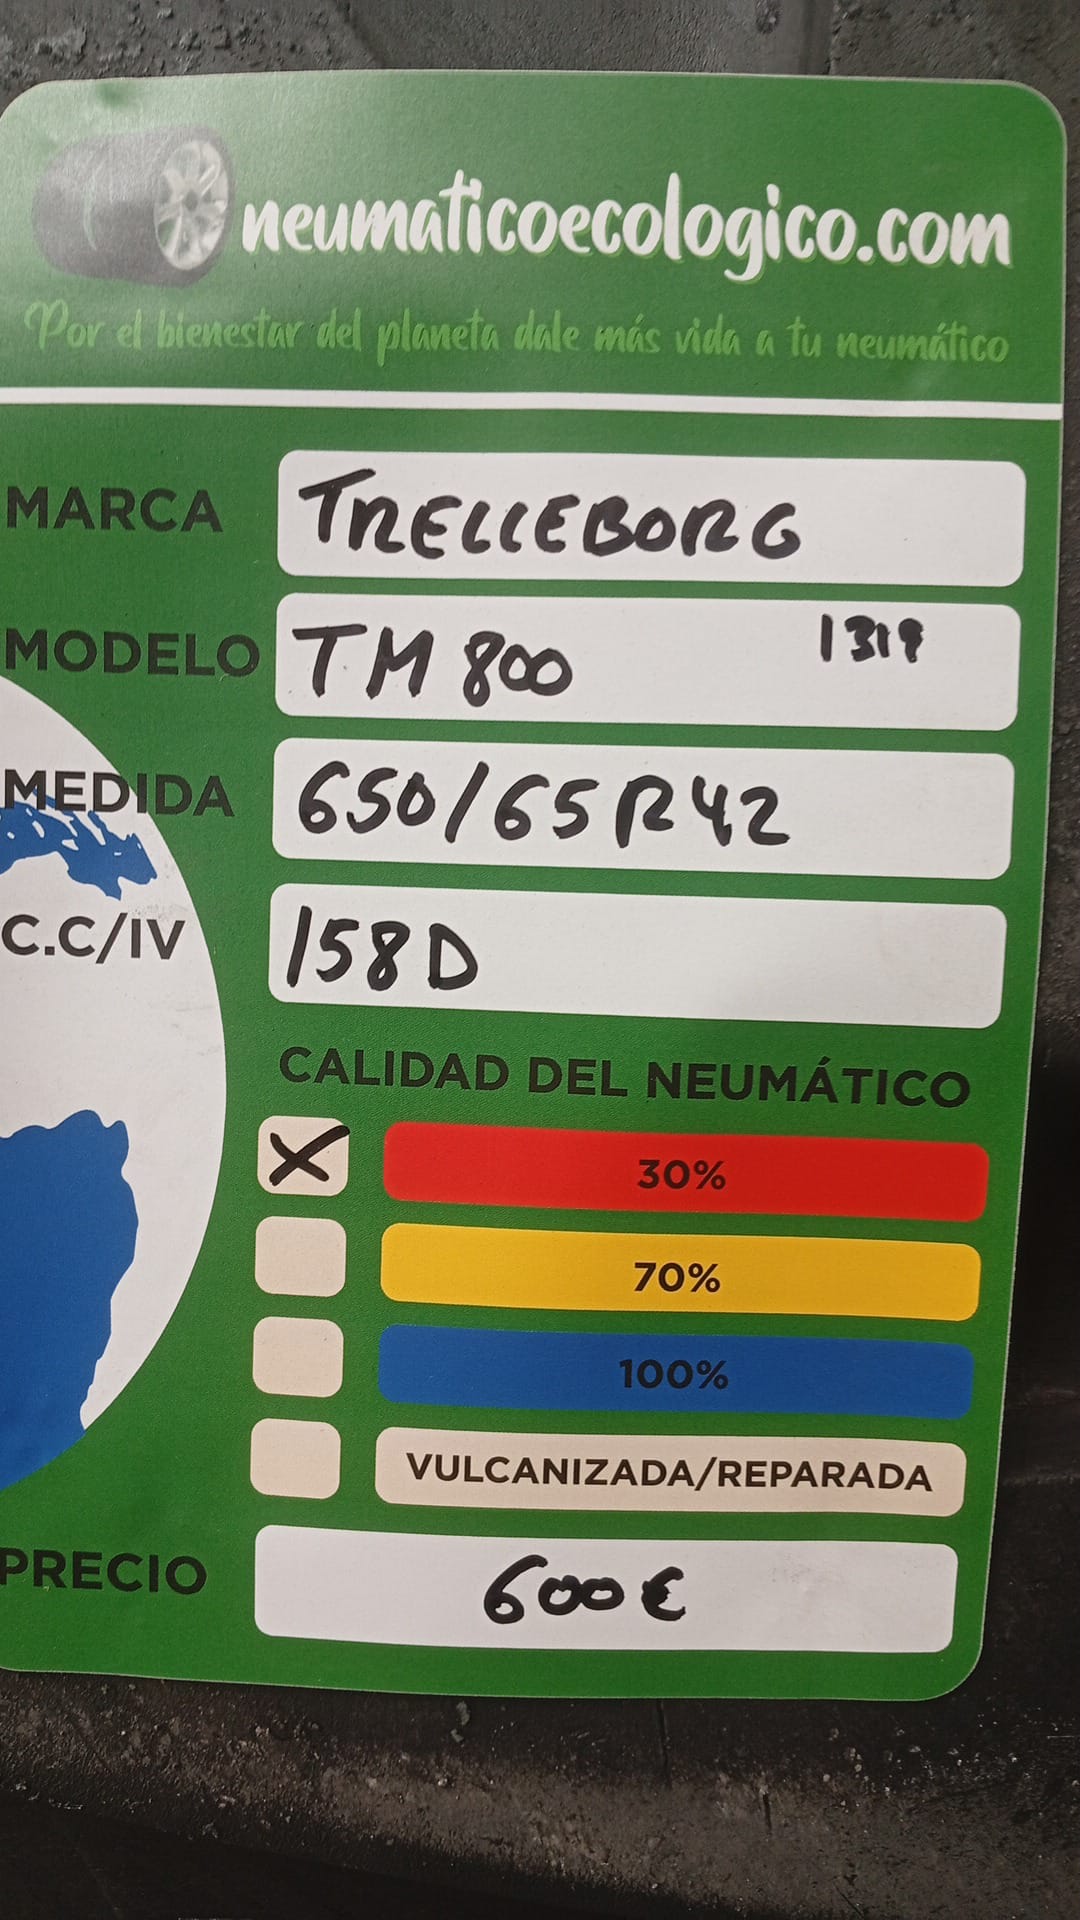 neumaticoecologico.com
Por el bienestar del planeta dale más vida a tu neumático
MARCA TRELLEBORG
MODELO TM 800 1319
MEDIDA 650/65R42
C.C/IV 158D
CALIDAD DEL NEUMÁTICO
X 30%
70%
100%
VULCANIZADA/REPARADA
PRECIO 600€